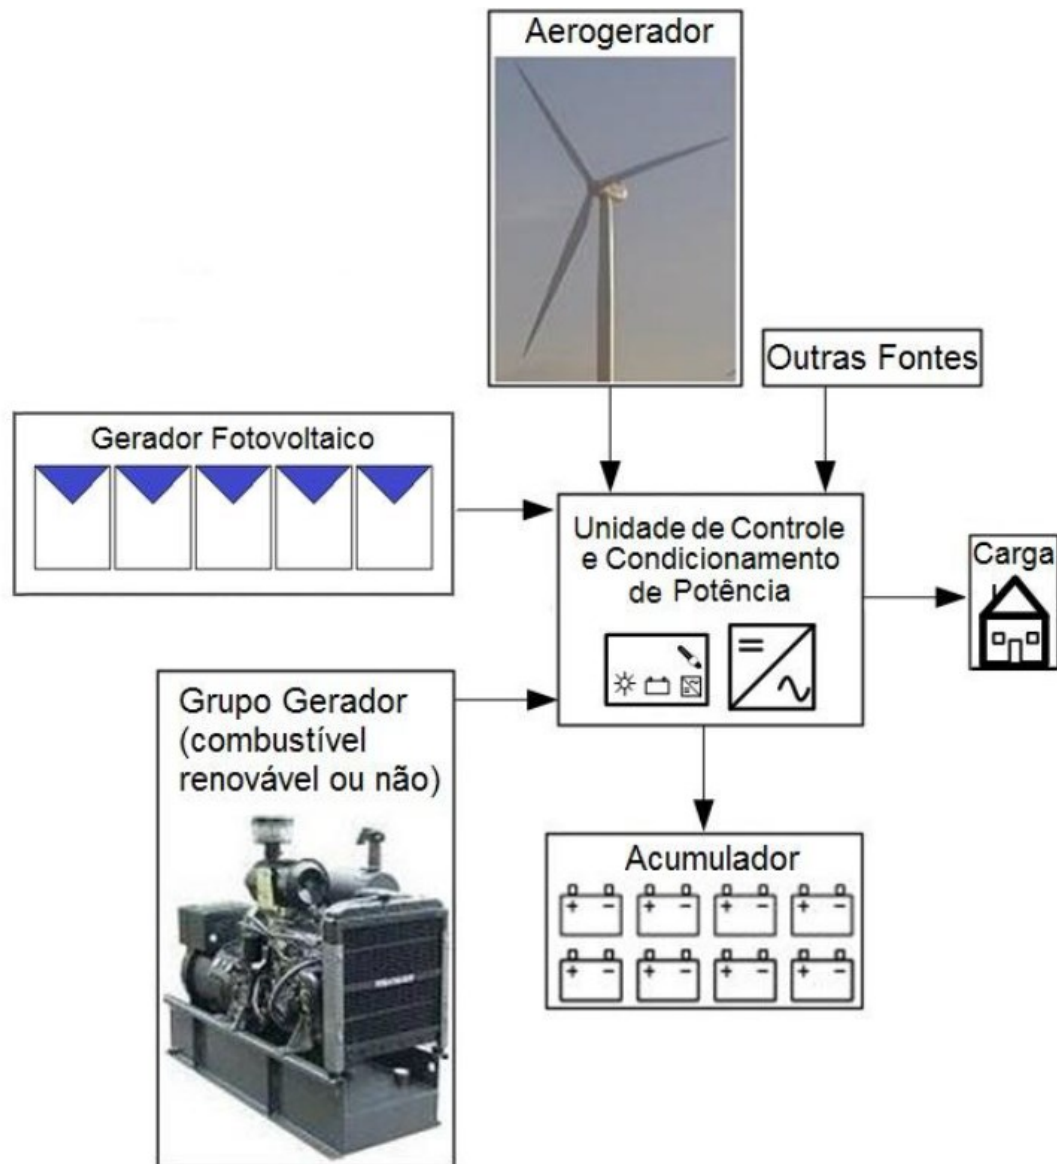 Aerogerador
Outras Fontes
Gerador Fotovoltaico
Unidade de Controle
e Condicionamento
de Potência
Carga
Grupo Gerador
(combustível
renovável ou não)
Acumulador
+ - + - + - + -
+ - + - + - + -